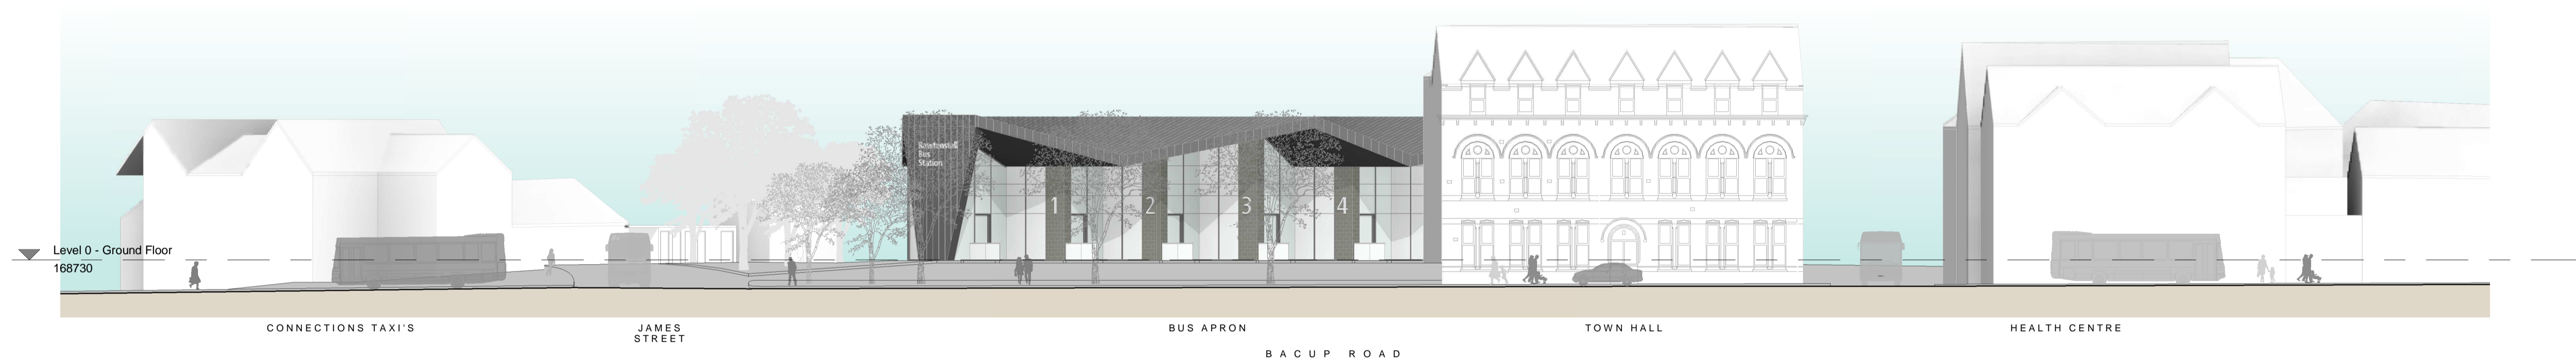 Rawtenstall
Bus
Station
1 2 3 4
Level 0 - Ground Floor
168730
CONNECTIONS TAXI'S
JAMES
STREET
BUS APRON
TOWN HALL
HEALTH CENTRE
BACUP ROAD